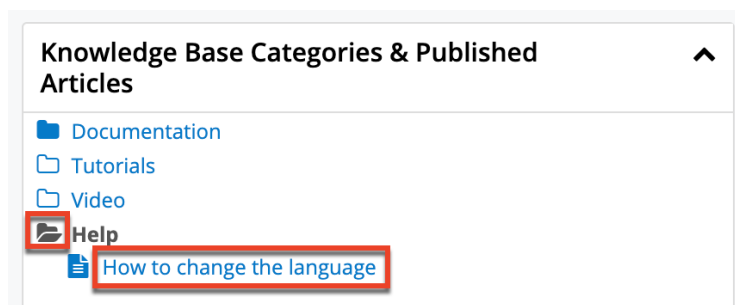 Knowledge Base Categories & Published
Articles
Documentation
Tutorials
Video
Help
How to change the language